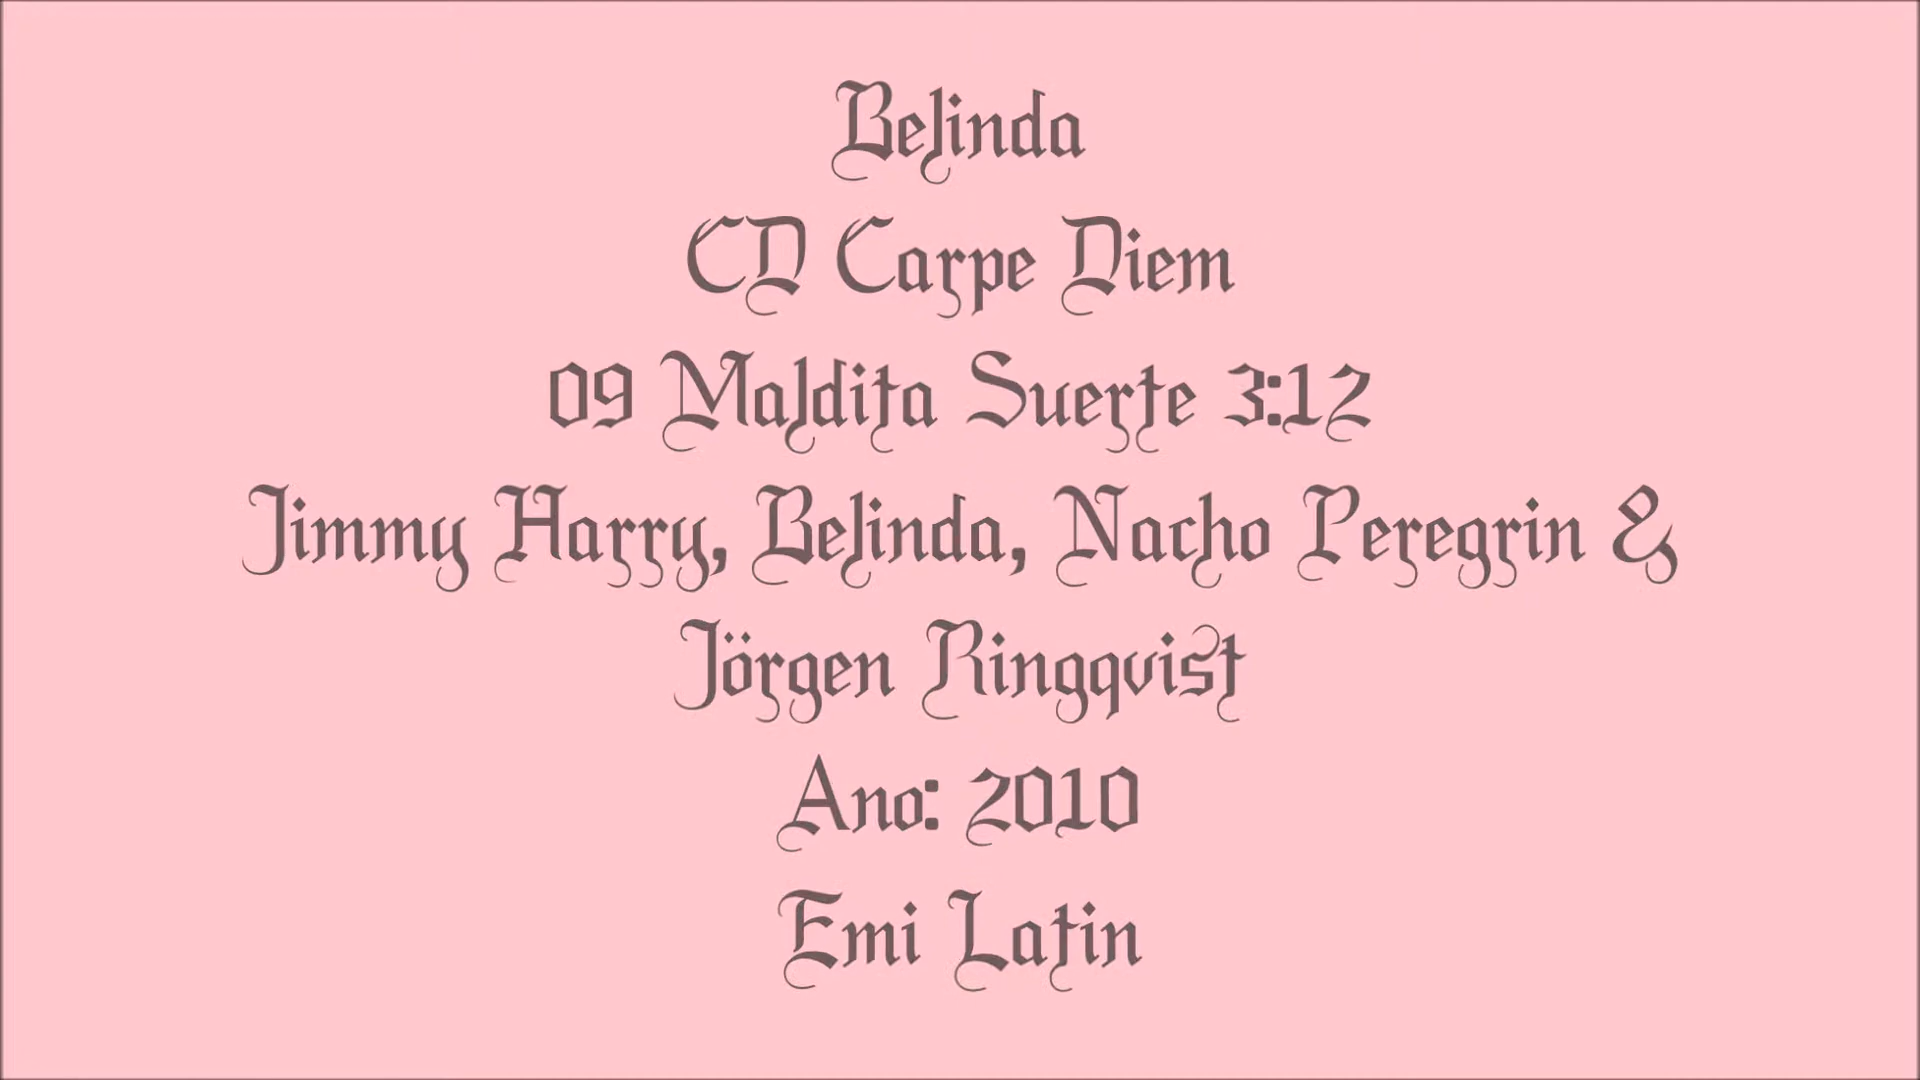 Belinda
CD Carpe Diem
09 Maldita Suerte 3:12
Jimmy Harry, Belinda, Nacho Peregrin &
Jörgen Ringqvist
Ano: 2010
Emi Latin